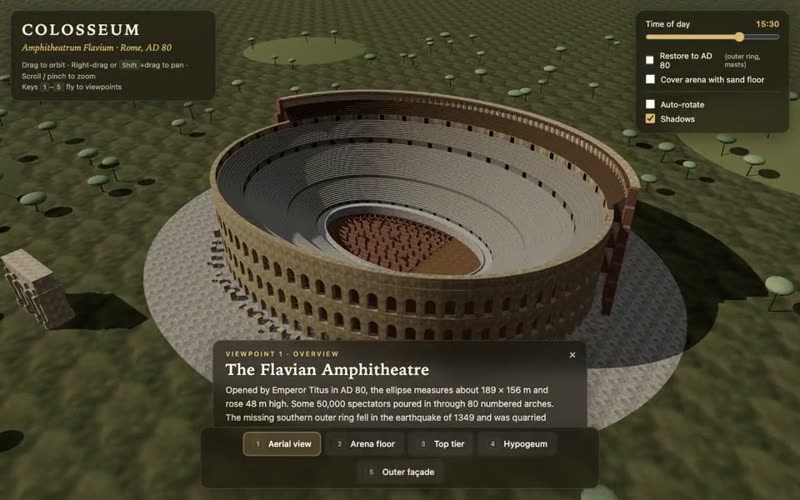 COLOSSEUM
Amphitheatrum Flavium · Rome, AD 80
Drag to orbit · Right-drag or Shift+drag to pan ·
Scroll / pinch to zoom
Keys 1–5 fly to viewpoints
Time of day 15:30
Restore to AD 80 (outer ring, masts)
Cover arena with sand floor
Auto-rotate
Shadows
VIEWPOINT 1 · OVERVIEW ×
The Flavian Amphitheatre
Opened by Emperor Titus in AD 80, the ellipse measures about 189 × 156 m and
rose 48 m high. Some 50,000 spectators poured in through 80 numbered arches.
The missing southern outer ring fell in the earthquake of 1349 and was quarried
1 Aerial view 2 Arena floor 3 Top tier 4 Hypogeum
5 Outer façade